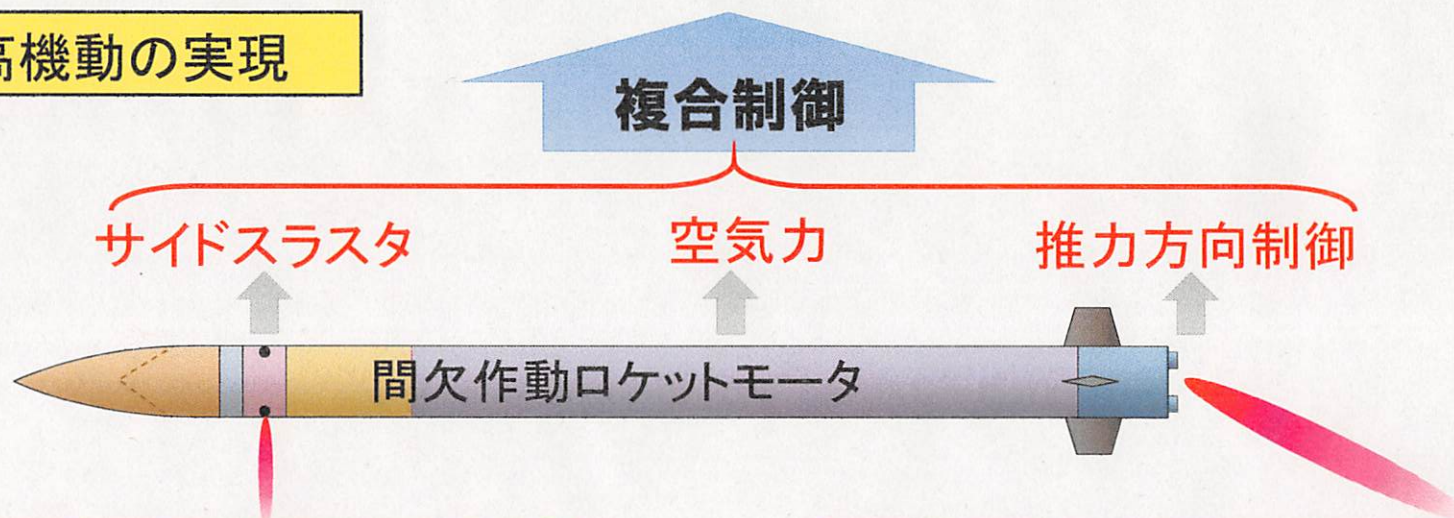 高機動の実現
複合制御
サイドスラスタ
空気力
推力方向制御
間欠作動ロケットモータ